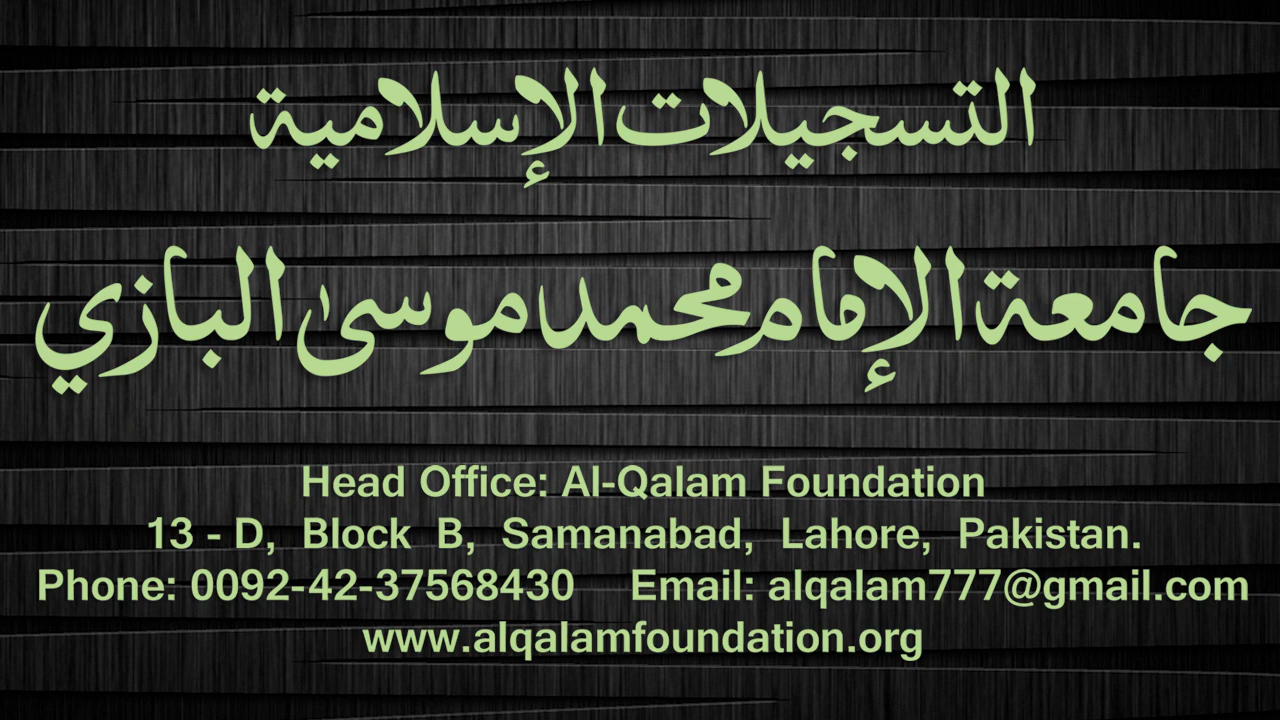 التسجيلات الإسلامية
جامعة الإمام محمد موسىٰ البازي
Head Office: Al-Qalam Foundation
13 - D, Block B, Samanabad, Lahore, Pakistan.
Phone: 0092-42-37568430 Email: alqalam777@gmail.com
www.alqalamfoundation.org